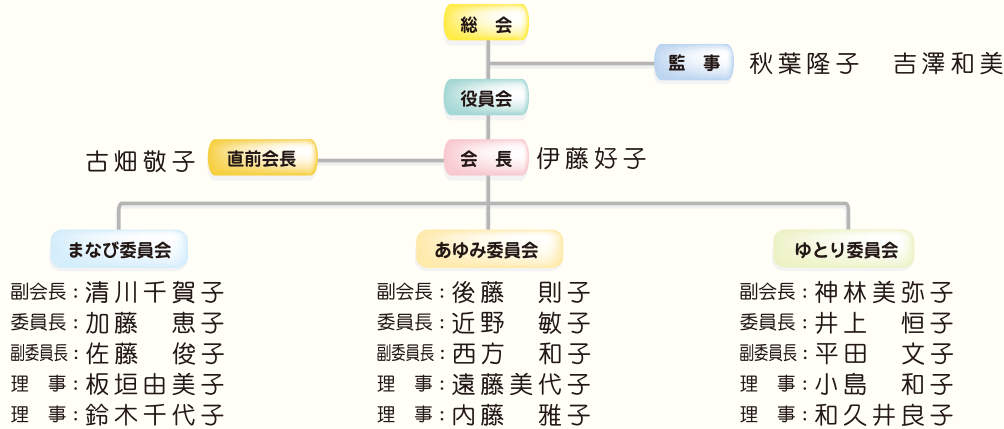 総　会
監　事　秋葉隆子　吉澤和美
役員会
古畑敬子　直前会長　会　長　伊藤好子
まなび委員会
副会長：清川千賀子
委員長：加藤　恵子
副委員長：佐藤　俊子
理　事：板垣由美子
理　事：鈴木千代子
あゆみ委員会
副会長：後藤　則子
委員長：近野　敏子
副委員長：西方　和子
理　事：遠藤美代子
理　事：内藤　雅子
ゆとり委員会
副会長：神林美弥子
委員長：井上　恒子
副委員長：平田　文子
理　事：小島　和子
理　事：和久井良子